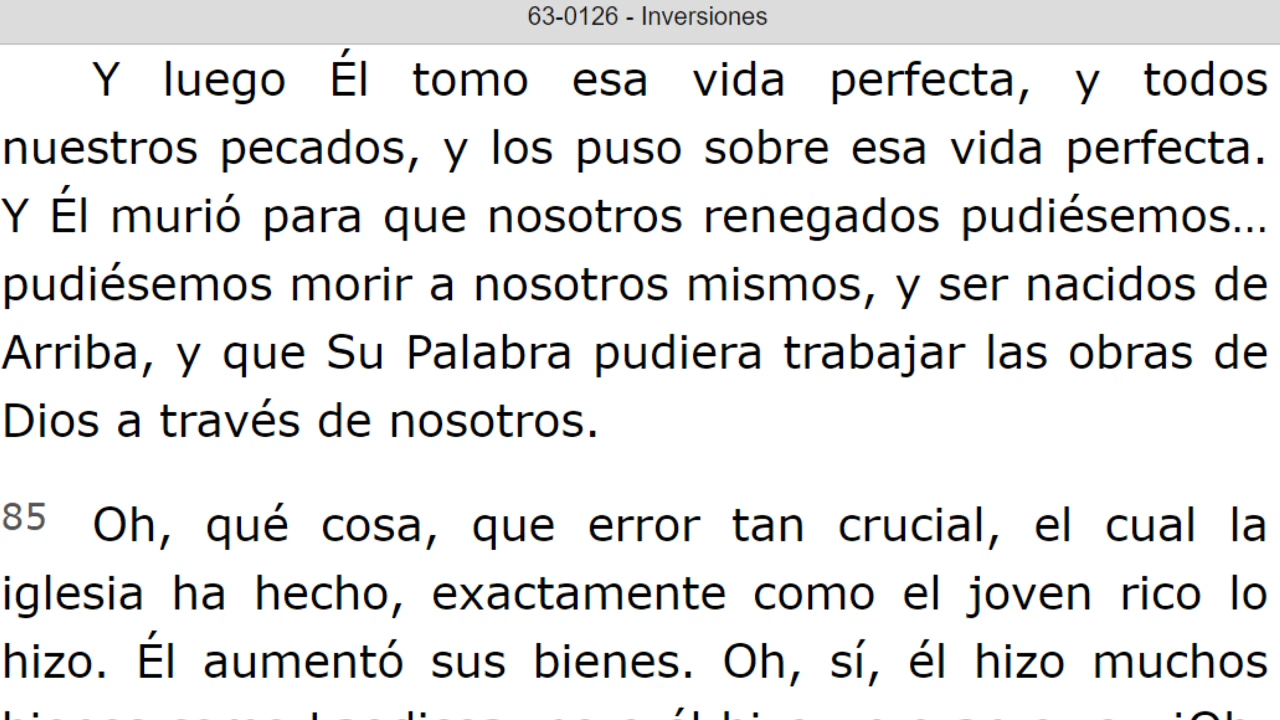 63-0126 - Inversiones
Y luego Él tomo esa vida perfecta, y todos
nuestros pecados, y los puso sobre esa vida perfecta.
Y Él murió para que nosotros renegados pudiésemos...
pudiésemos morir a nosotros mismos, y ser nacidos de
Arriba, y que Su Palabra pudiera trabajar las obras de
Dios a través de nosotros.
85 Oh, qué cosa, que error tan crucial, el cual la
iglesia ha hecho, exactamente como el joven rico lo
hizo. Él aumentó sus bienes. Oh, sí, él hizo muchos